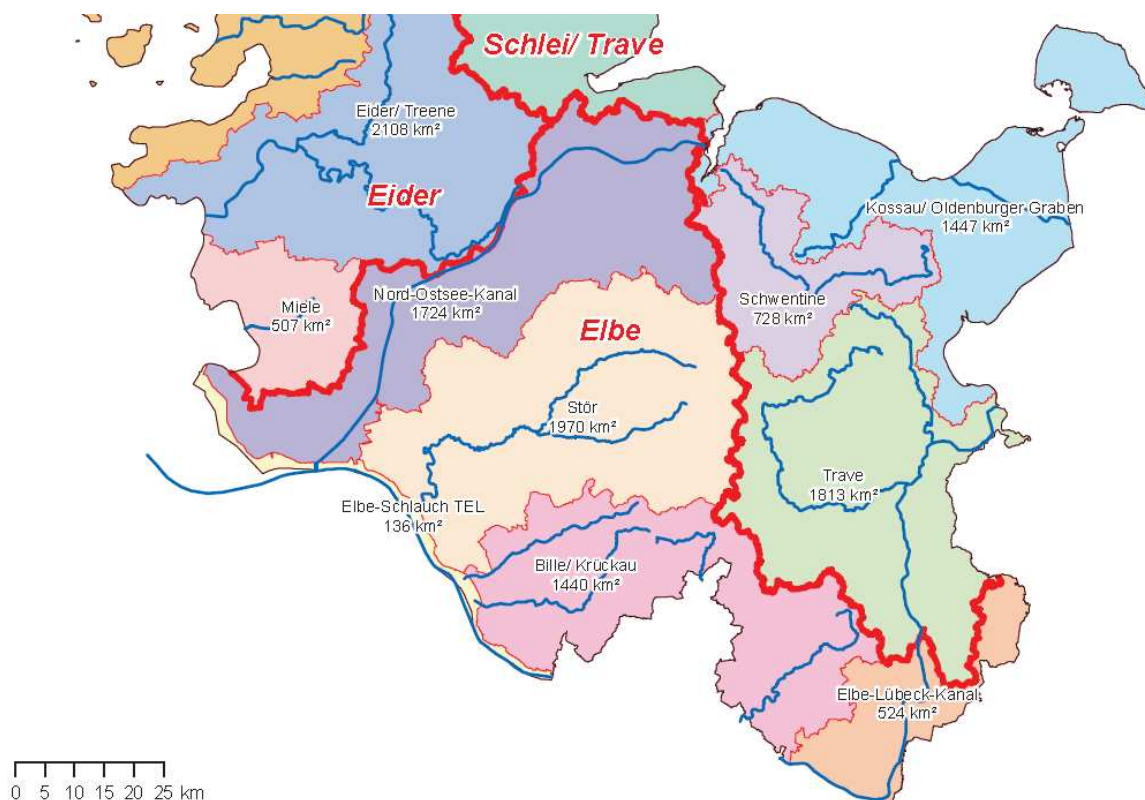 Schlei/ Trave
Eider/ Treene
2108 km²
Eider
Kossau/ Oldenburger Graben
1447 km²
Nord-Ostsee-Kanal
1724 km²
Miele
507 km²
Schwentine
728 km²
Elbe
Stör
1970 km²
Trave
1813 km²
Elbe-Schlauch TEL
136 km²
Bille/ Krückau
1440 km²
Elbe-Lübeck-Kanal
524 km²
0 5 10 15 20 25 km